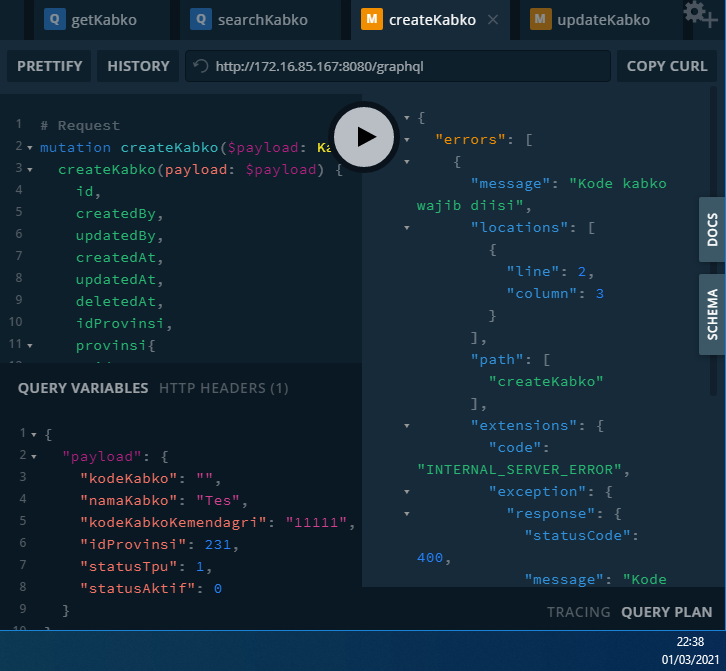 Q getKabko
Q searchKabko
M createKabko ×
M updateKabko
PRETTIFY
HISTORY
http://172.16.85.167:8080/graphql
COPY CURL
1 # Request
2 mutation createKabko($payload:
3 createKabko(payload: $payload) {
4 id,
5 createdBy,
6 updatedBy,
7 createdAt,
8 updatedAt,
9 deletedAt,
10 idProvinsi,
11 provinsi{
QUERY VARIABLES HTTP HEADERS (1)
1 {
2 "payload": {
3 "kodeKabko": "",
4 "namaKabko": "Tes",
5 "kodeKabkoKemendagri": "11111",
6 "idProvinsi": 231,
7 "statusTpu": 1,
8 "statusAktif": 0
9 }
{
"errors": [
{
"message": "Kode kabko
wajib diisi",
"locations": [
{
"line": 2,
"column": 3
}
],
"path": [
"createKabko"
],
"extensions": {
"code":
"INTERNAL_SERVER_ERROR",
"exception": {
"response": {
"statusCode":
400,
"message": "Kode
DOCS
SCHEMA
TRACING QUERY PLAN
22:38
01/03/2021